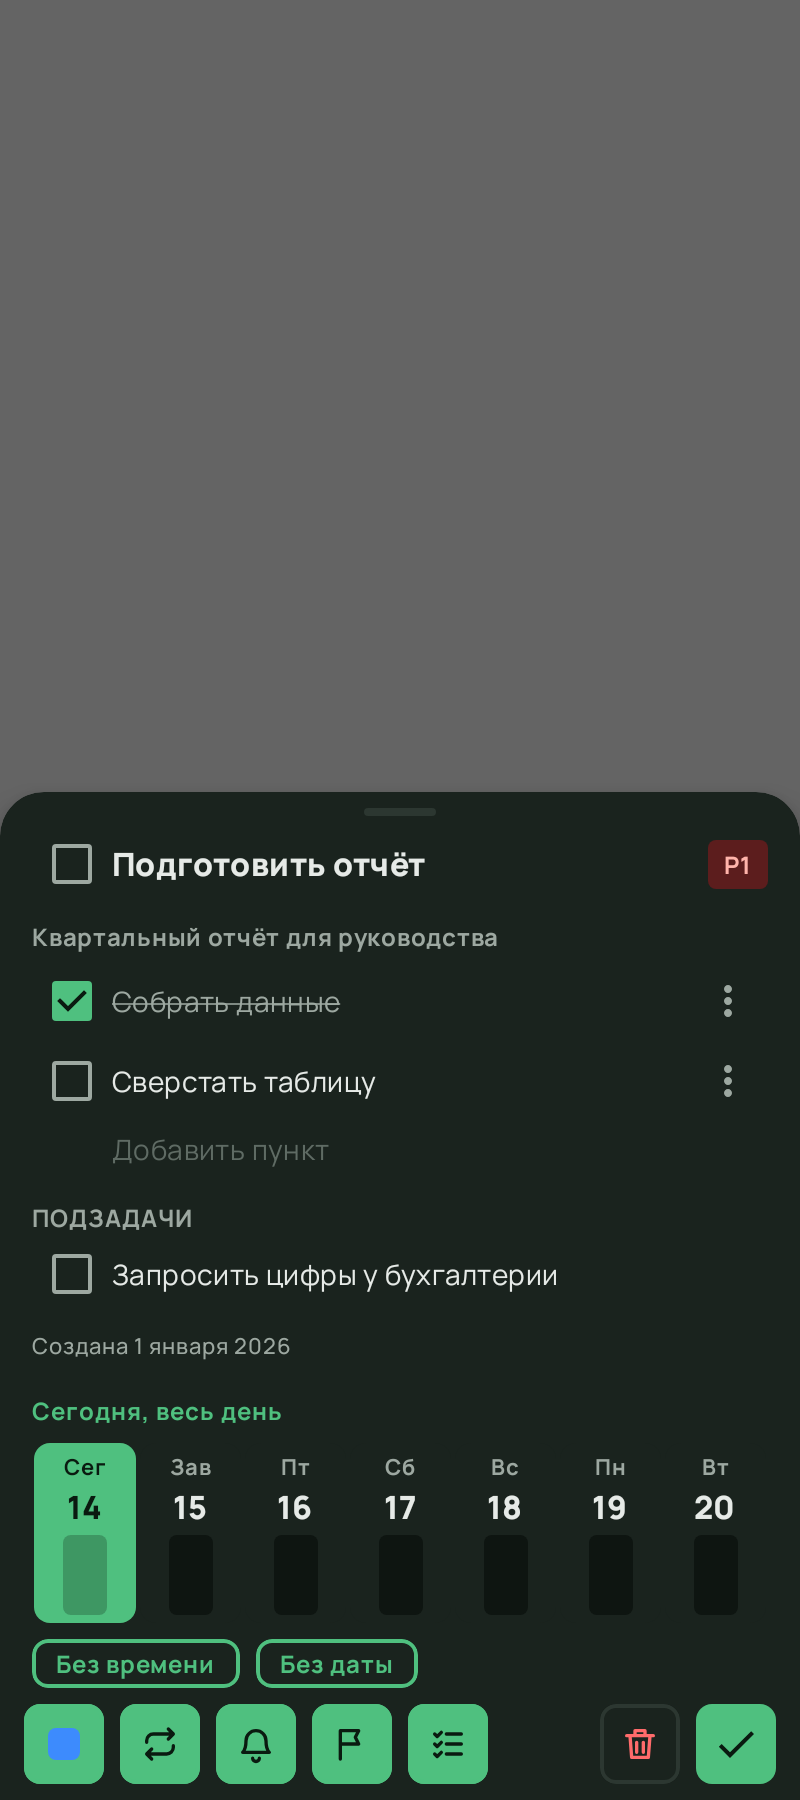 Подготовить отчёт
P1
Квартальный отчёт для руководства
Собрать данные
Сверстать таблицу
Добавить пункт
ПОДЗАДАЧИ
Запросить цифры у бухгалтерии
Создана 1 января 2026
Сегодня, весь день
Сег Зав Пт Сб Вс Пн Вт
14 15 16 17 18 19 20
Без времени Без даты